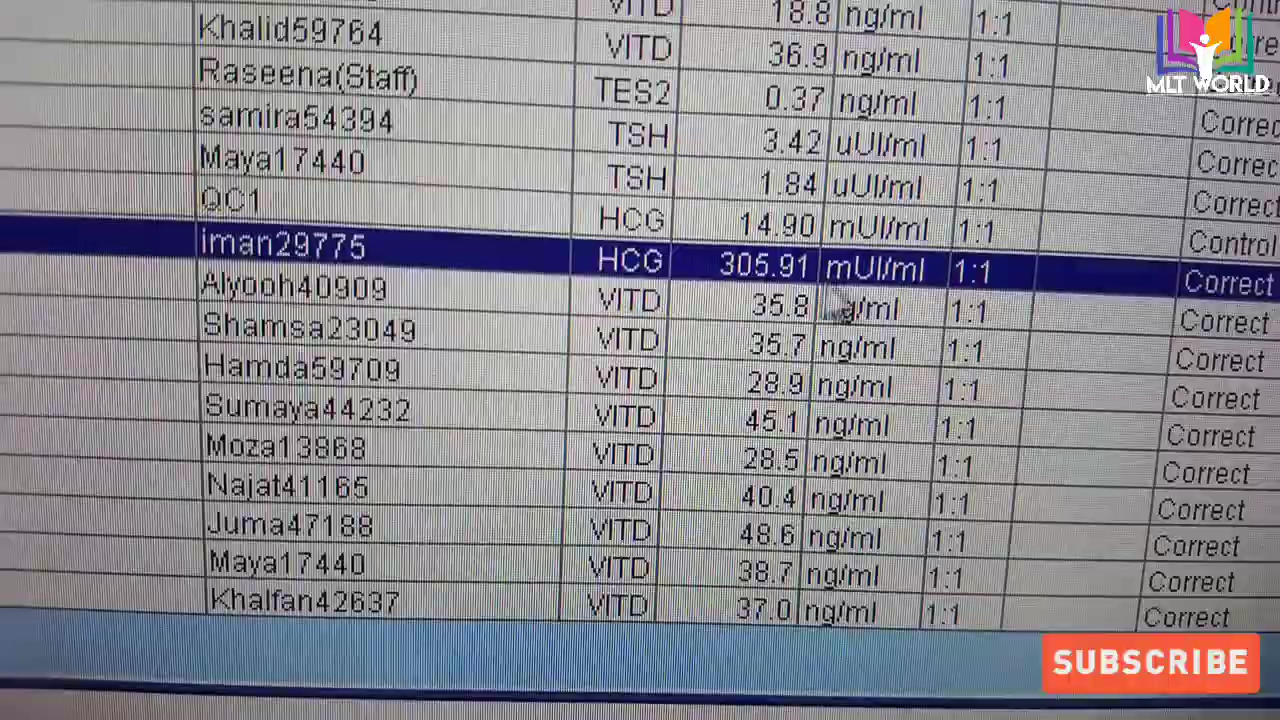 VITD 18.8 ng/ml 1:1
Khalid59764 VITD 36.9 ng/ml 1:1
Raseena(Staff) TES2 0.37 ng/ml 1:1 Correc
samira54394 TSH 3.42 uUI/ml 1:1 Correc
Maya17440 TSH 1.84 uUI/ml 1:1 Correct
QC1 HCG 14.90 mUI/ml 1:1 Control
iman29775 HCG 305.91 mUI/ml 1:1 Correct
Alyooh40909 VITD 35.8 g/ml 1:1 Correct
Shamsa23049 VITD 35.7 ng/ml 1:1 Correct
Hamda59709 VITD 28.9 ng/ml 1:1 Correct
Sumaya44232 VITD 45.1 ng/ml 1:1 Correct
Moza13868 VITD 28.5 ng/ml 1:1 Correct
Najat41165 VITD 40.4 ng/ml 1:1 Correct
Juma47188 VITD 48.6 ng/ml 1:1 Correct
Maya17440 VITD 38.7 ng/ml 1:1 Correct
Khalfan42637 VITD 37.0 ng/ml 1:1 Correct
MLT WORLD
SUBSCRIBE